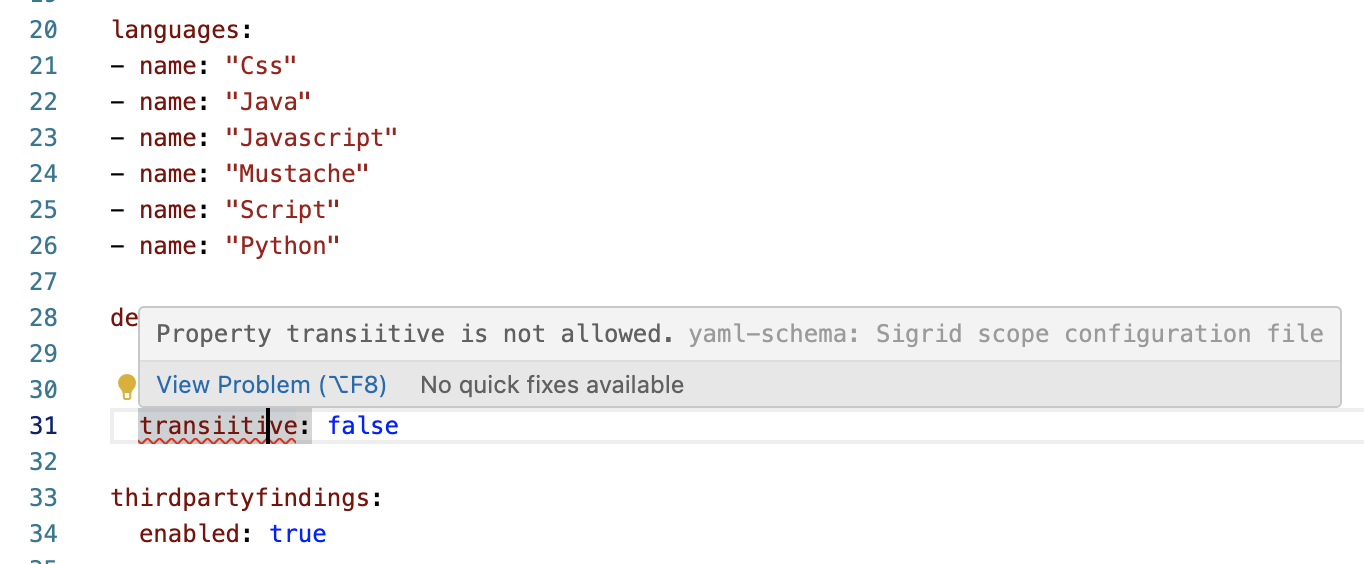 20 languages:
21 - name: "Css"
22 - name: "Java"
23 - name: "Javascript"
24 - name: "Mustache"
25 - name: "Script"
26 - name: "Python"
27
28 de
Property transiitive is not allowed. yaml-schema: Sigrid scope configuration file
29
View Problem (⌥F8) No quick fixes available
30
31 transiitive: false
32
33 thirdpartyfindings:
34 enabled: true